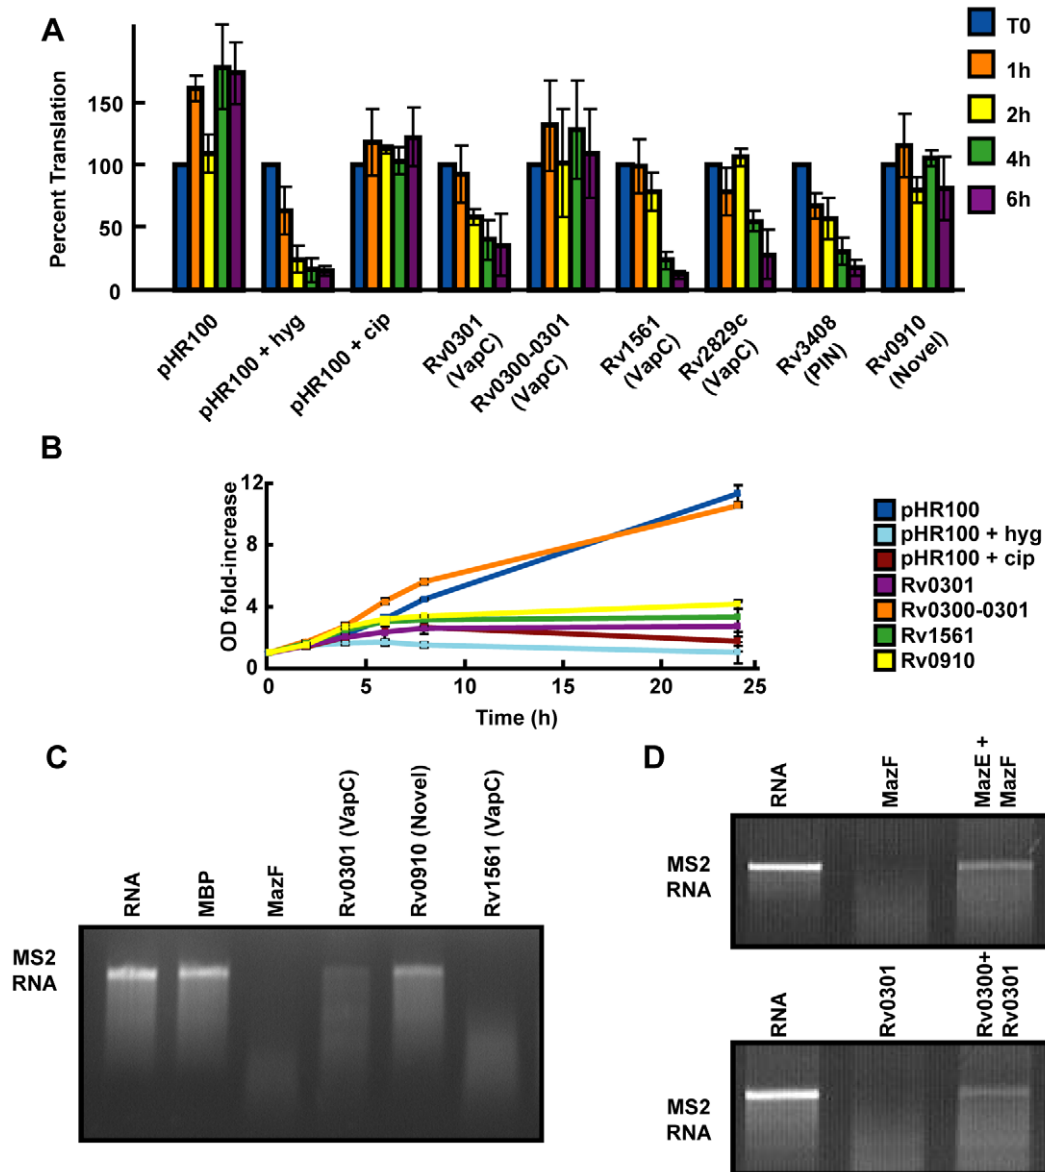 A
Percent Translation
150
100
50
0
pHR100
pHR100 + hyg
pHR100 + cip
Rv0301
(VapC)
Rv0300-0301
(VapC)
Rv1561
(VapC)
Rv2829c
(VapC)
Rv3408
(PIN)
Rv0910
(Novel)
T0
1h
2h
4h
6h
B
OD fold-increase
12
8
4
0
0
5
10
15
20
25
Time (h)
pHR100
pHR100 + hyg
pHR100 + cip
Rv0301
Rv0300-0301
Rv1561
Rv0910
C
RNA
MBP
MazF
Rv0301 (VapC)
Rv0910 (Novel)
Rv1561 (VapC)
MS2
RNA
D
RNA
MazF
MazE +
MazF
MS2
RNA
RNA
Rv0301
Rv0300+
Rv0301
MS2
RNA